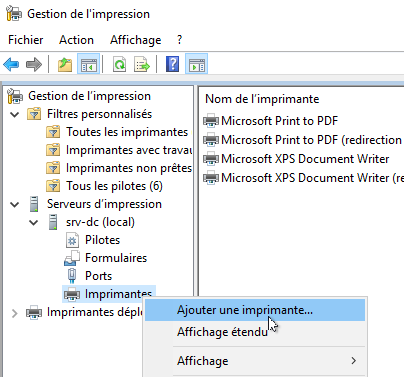 Gestion de l'impression
Fichier Action Affichage ?
Gestion de l'impression
Filtres personnalisés
Toutes les imprimantes
Imprimantes avec travau
Imprimantes non prêtes
Tous les pilotes (6)
Serveurs d'impression
srv-dc (local)
Pilotes
Formulaires
Ports
Imprimantes
Imprimantes dépl
Nom de l'imprimante
Microsoft Print to PDF
Microsoft Print to PDF (redirection
Microsoft XPS Document Writer
Microsoft XPS Document Writer (re
Ajouter une imprimante...
Affichage étendu
Affichage